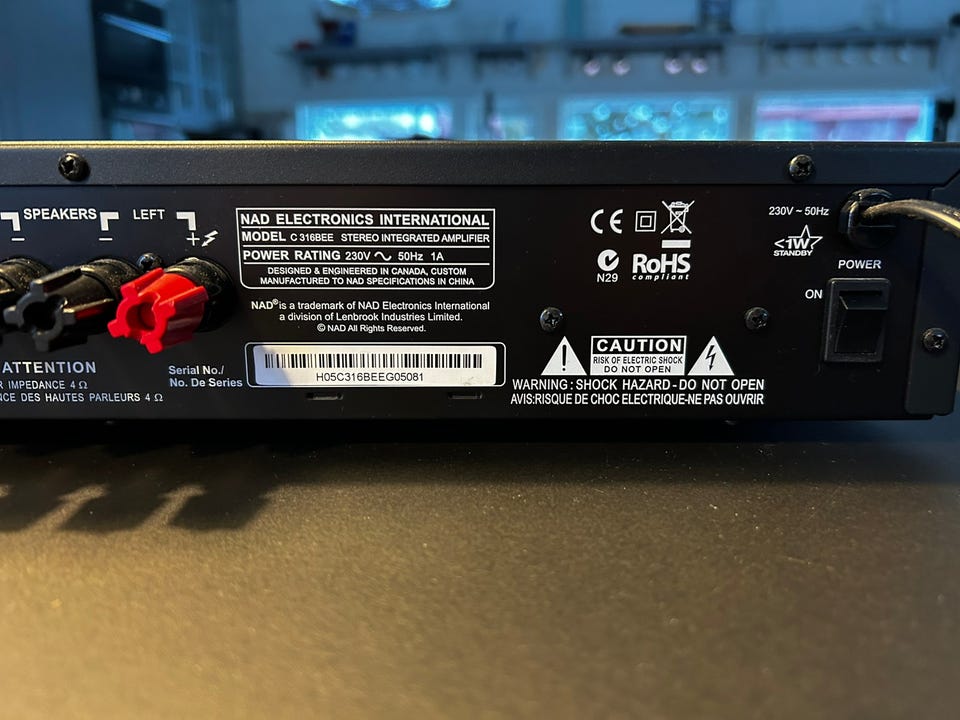 SPEAKERS LEFT
− − +
ATTENTION
R IMPEDANCE 4 Ω
NCE DES HAUTES PARLEURS 4 Ω
NAD ELECTRONICS INTERNATIONAL
MODEL C 316BEE STEREO INTEGRATED AMPLIFIER
POWER RATING 230V ~ 50Hz 1A
DESIGNED & ENGINEERED IN CANADA, CUSTOM
MANUFACTURED TO NAD SPECIFICATIONS IN CHINA
NAD® is a trademark of NAD Electronics International
a division of Lenbrook Industries Limited.
© NAD All Rights Reserved.
Serial No./
No. De Series
H05C316BEEG05081
CE
N29
RoHS
compliant
CAUTION
RISK OF ELECTRIC SHOCK
DO NOT OPEN
WARNING: SHOCK HAZARD - DO NOT OPEN
AVIS:RISQUE DE CHOC ELECTRIQUE-NE PAS OUVRIR
230V ~ 50Hz
<1W
STANDBY
POWER
ON